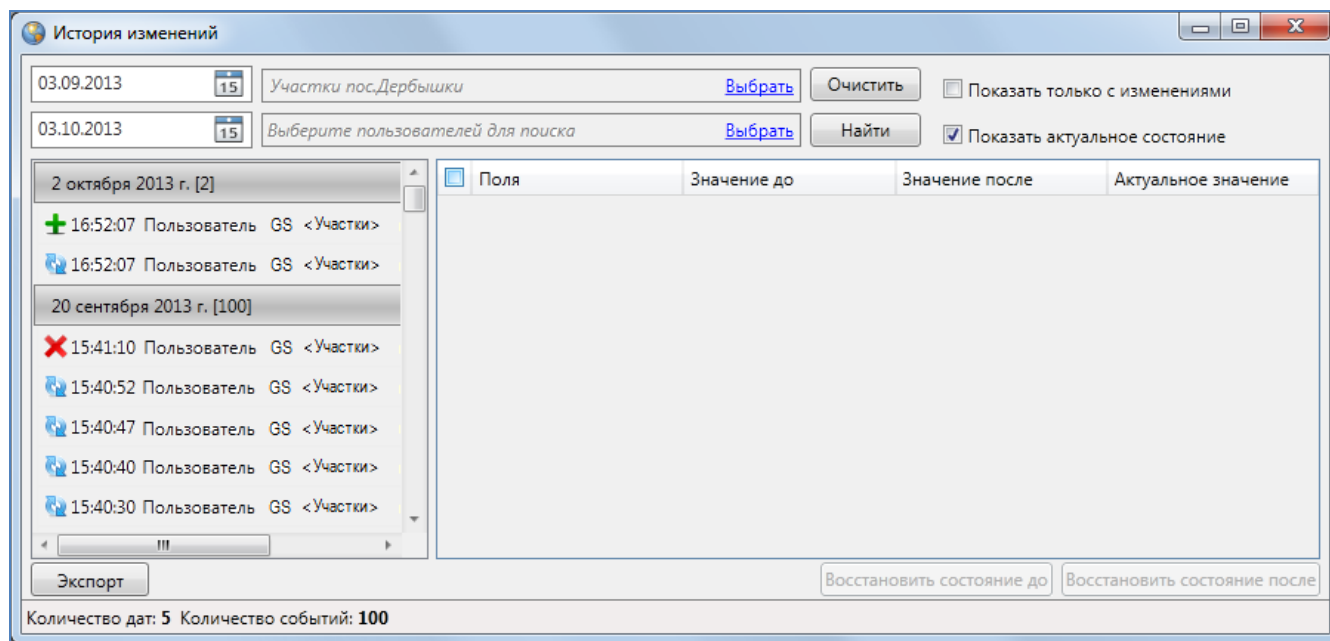 История изменений
03.09.2013 15 Участки пос.Дербышки Выбрать Очистить Показать только с изменениями
03.10.2013 15 Выберите пользователей для поиска Выбрать Найти Показать актуальное состояние
2 октября 2013 г. [2] Поля Значение до Значение после Актуальное значение
16:52:07 Пользователь GS <Участки>
16:52:07 Пользователь GS <Участки>
20 сентября 2013 г. [100]
15:41:10 Пользователь GS <Участки>
15:40:52 Пользователь GS <Участки>
15:40:47 Пользователь GS <Участки>
15:40:40 Пользователь GS <Участки>
15:40:30 Пользователь GS <Участки>
Экспорт Восстановить состояние до Восстановить состояние после
Количество дат: 5 Количество событий: 100